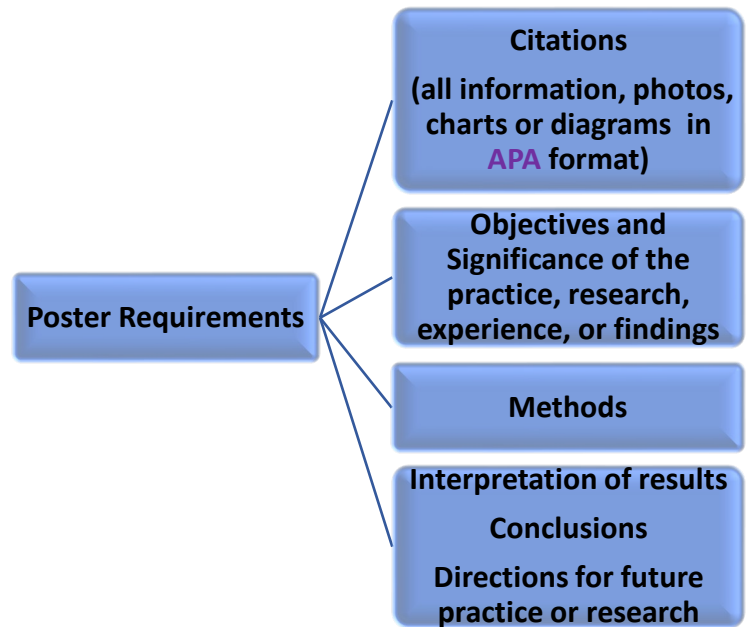 Poster Requirements
Citations
(all information, photos,
charts or diagrams in
APA format)
Objectives and
Significance of the
practice, research,
experience, or findings
Methods
Interpretation of results
Conclusions
Directions for future
practice or research